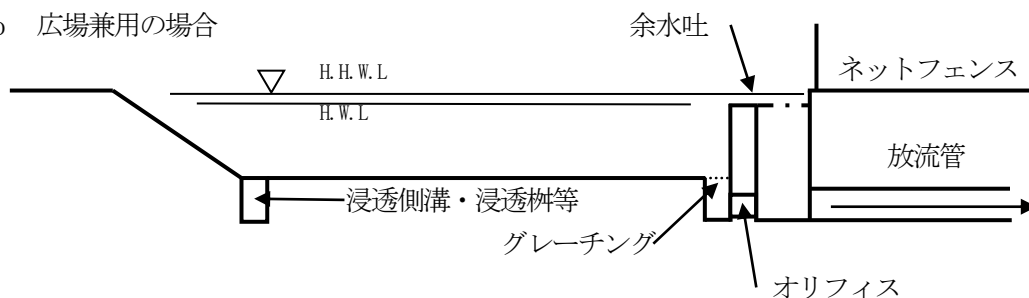 広場兼用の場合
余水吐
H.H.W.L
ネットフェンス
H.W.L
放流管
浸透側溝・浸透桝等
グレーチング
オリフィス